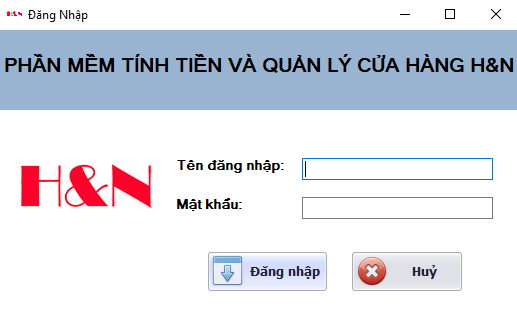 H&N Đăng Nhập
PHẦN MỀM TÍNH TIỀN VÀ QUẢN LÝ CỬA HÀNG H&N
H&N
Tên đăng nhập:
Mật khẩu:
Đăng nhập
Huỷ